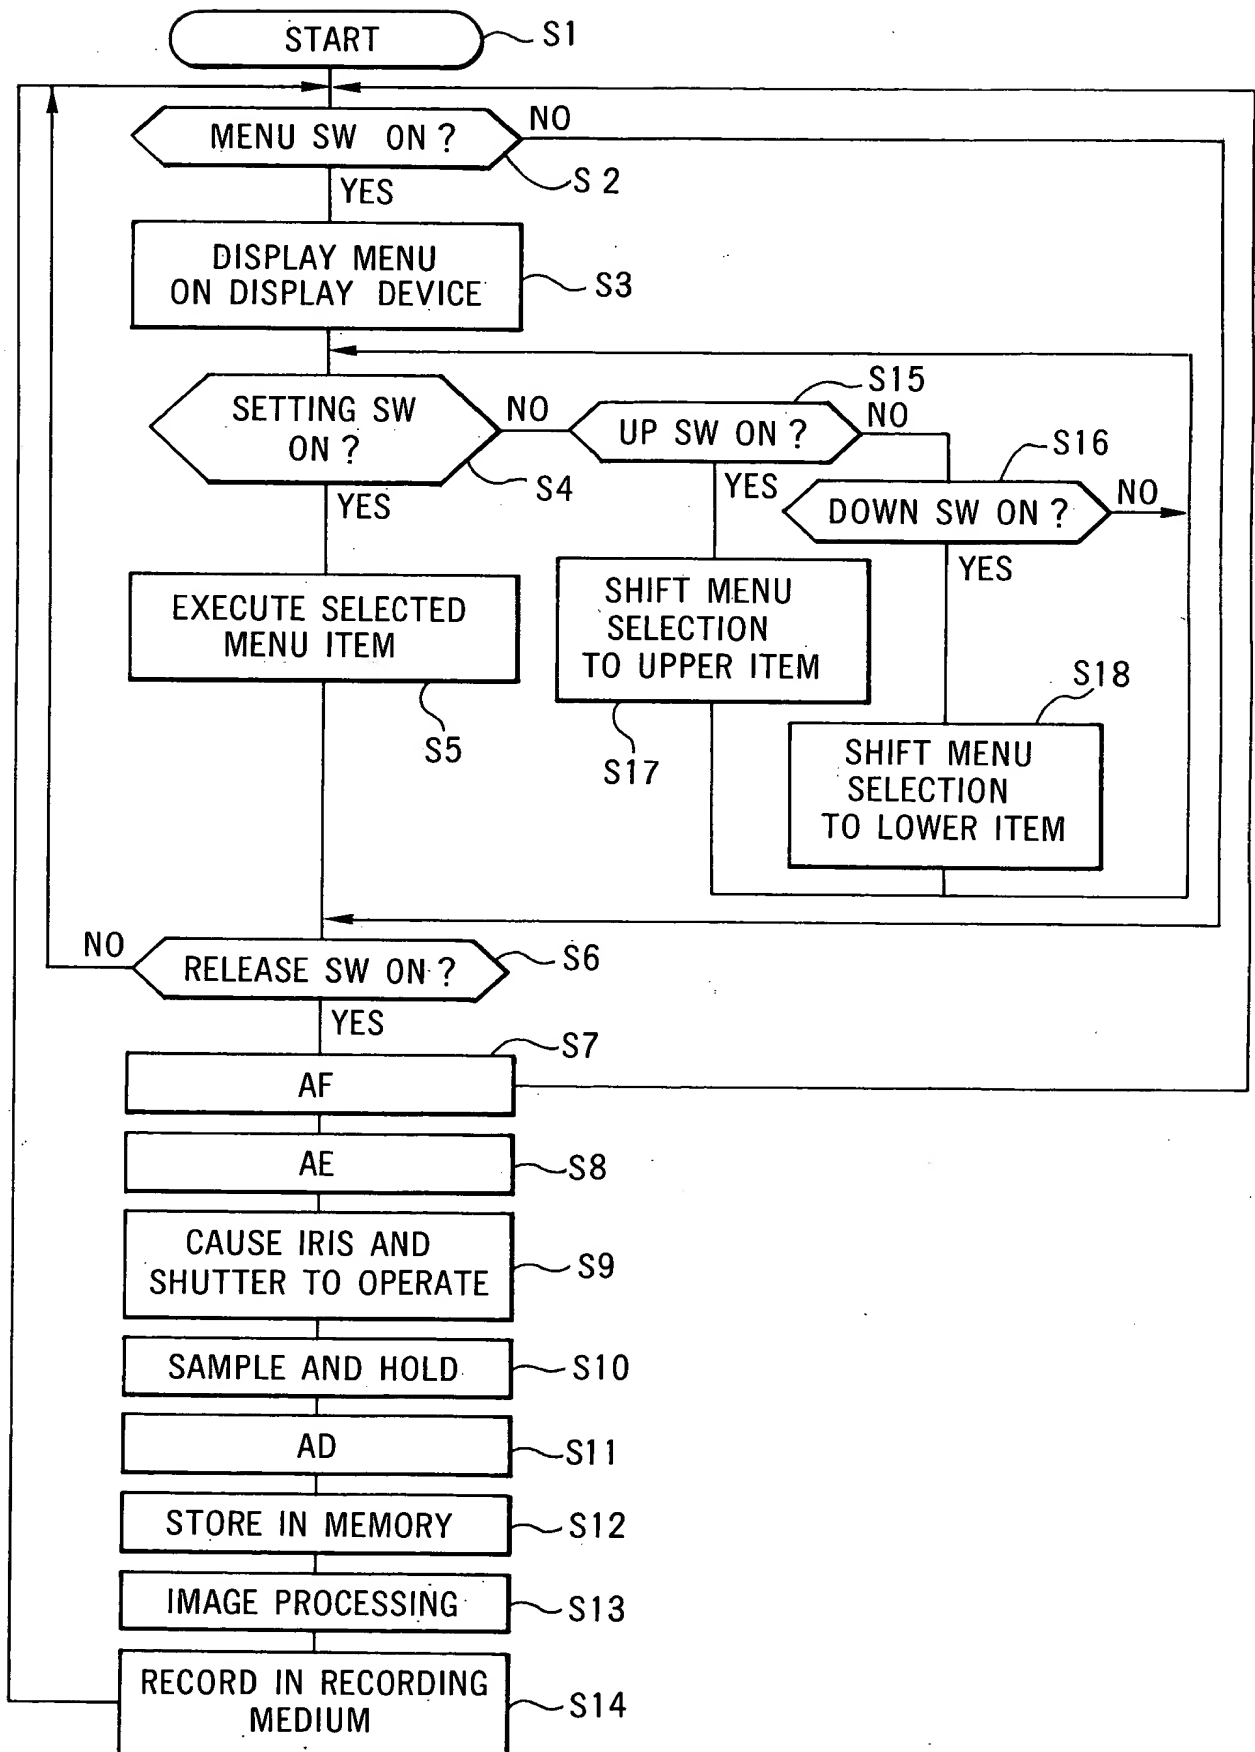 START
S1
MENU SW ON ?
NO
S2
YES
DISPLAY MENU
ON DISPLAY DEVICE
S3
SETTING SW
ON ?
NO
S4
YES
UP SW ON ?
S15
NO
YES
DOWN SW ON ?
S16
NO
YES
EXECUTE SELECTED
MENU ITEM
S5
SHIFT MENU
SELECTION
TO UPPER ITEM
S17
SHIFT MENU
SELECTION
TO LOWER ITEM
S18
NO
RELEASE SW ON ?
S6
YES
AF
S7
AE
S8
CAUSE IRIS AND
SHUTTER TO OPERATE
S9
SAMPLE AND HOLD
S10
AD
S11
STORE IN MEMORY
S12
IMAGE PROCESSING
S13
RECORD IN RECORDING
MEDIUM
S14